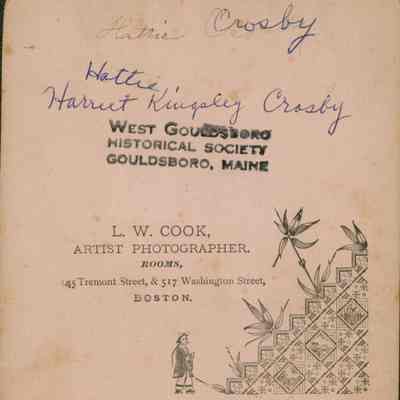 Hattie Crosby
Hattie
Harriet Kingsley Crosby
WEST GOULDSBORO
HISTORICAL SOCIETY
GOULDSBORO, MAINE
L. W. COOK,
ARTIST PHOTOGRAPHER.
ROOMS,
45 Tremont Street, & 517 Washington Street,
BOSTON.